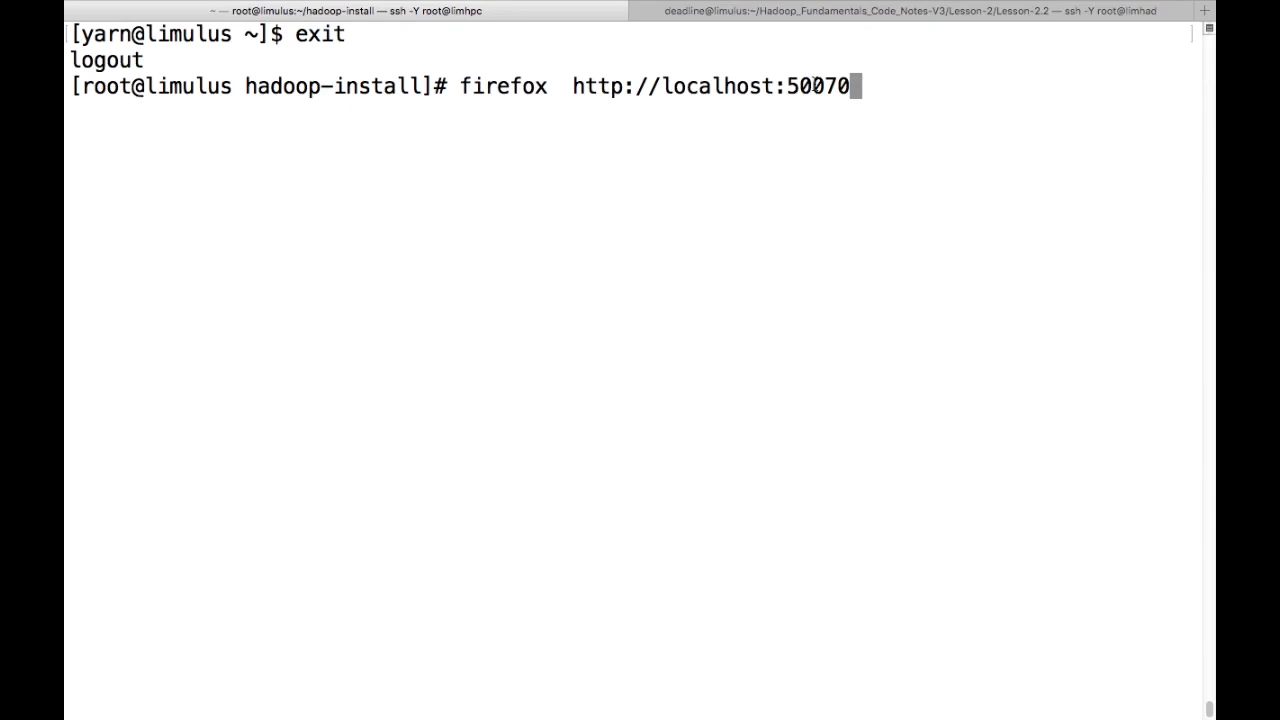 ~ — root@limulus:~/hadoop-install — ssh -Y root@limhpc
deadline@limulus:~/Hadoop_Fundamentals_Code_Notes-V3/Lesson-2/Lesson-2.2 — ssh -Y root@limhad
[yarn@limulus ~]$ exit
logout
[root@limulus hadoop-install]# firefox  http://localhost:50070